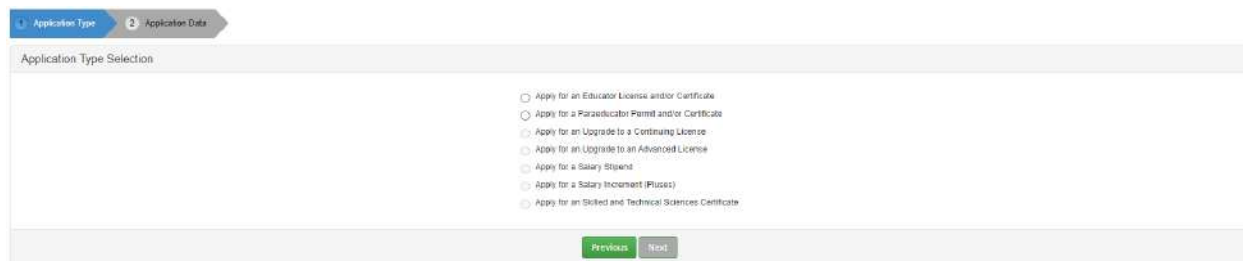 1 Application Type 2 Application Data
Application Type Selection
Apply for an Educator License and/or Certificate
Apply for a Paraeducator Permit and/or Certificate
Apply for an Upgrade to a Continuing License
Apply for an Upgrade to an Advanced License
Apply for a Salary Stipend
Apply for a Salary Increment (Pluses)
Apply for an Skilled and Technical Sciences Certificate
Previous Next